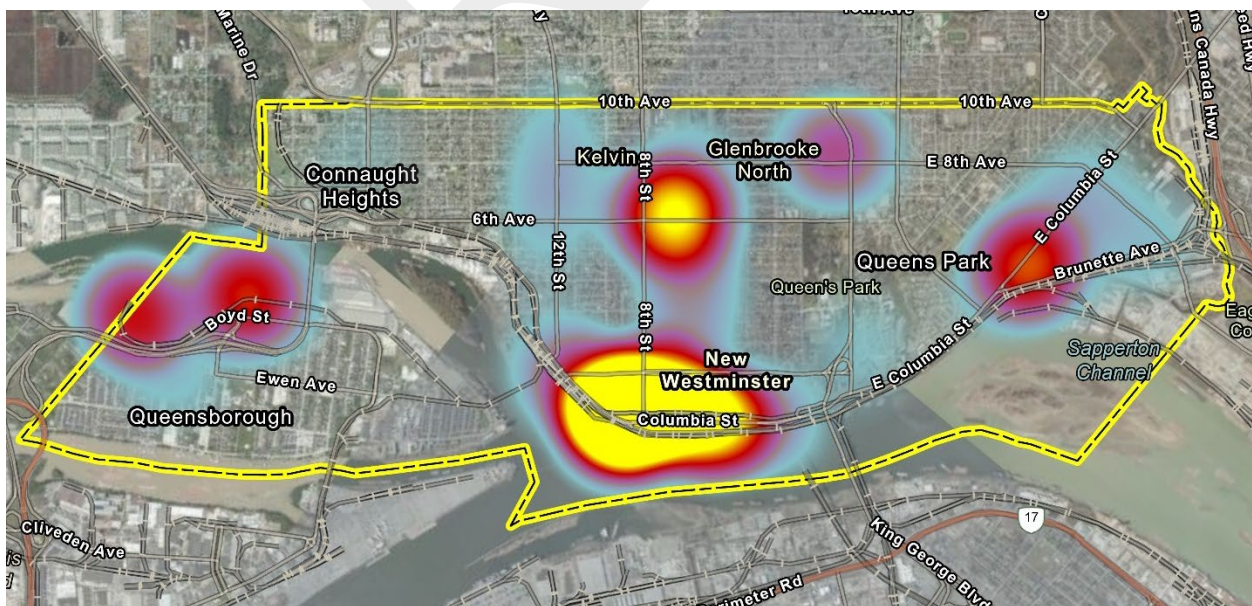 Marine Dr
10th Ave
10th Ave
Kelvin
8th St
Glenbrooke
North
E 8th Ave
Connaught
Heights
6th Ave
12th St
E Columbia St
Queens Park
Brunette Ave
Queen's Park
Boyd St
8th St
New
Westminster
E Columbia St
Sapperton
Channel
Ewen Ave
Queensborough
Columbia St
Cliveden Ave
King George Blvd
17